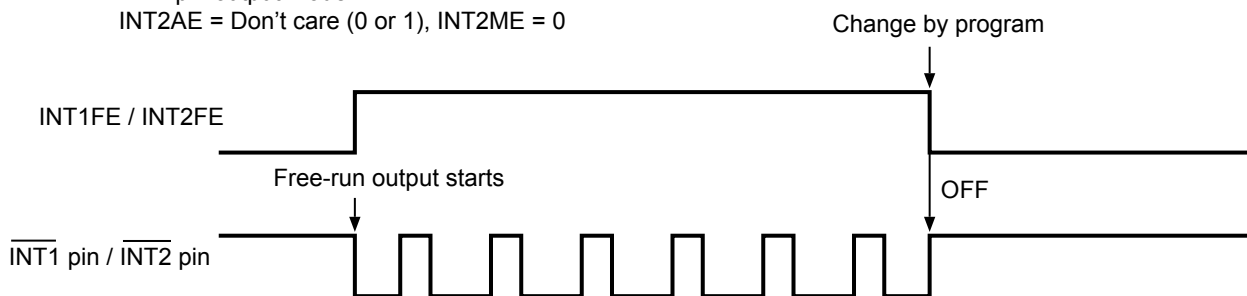 INT2AE = Don't care (0 or 1), INT2ME = 0
Change by program
INT1FE / INT2FE
Free-run output starts
OFF
INT1 pin / INT2 pin